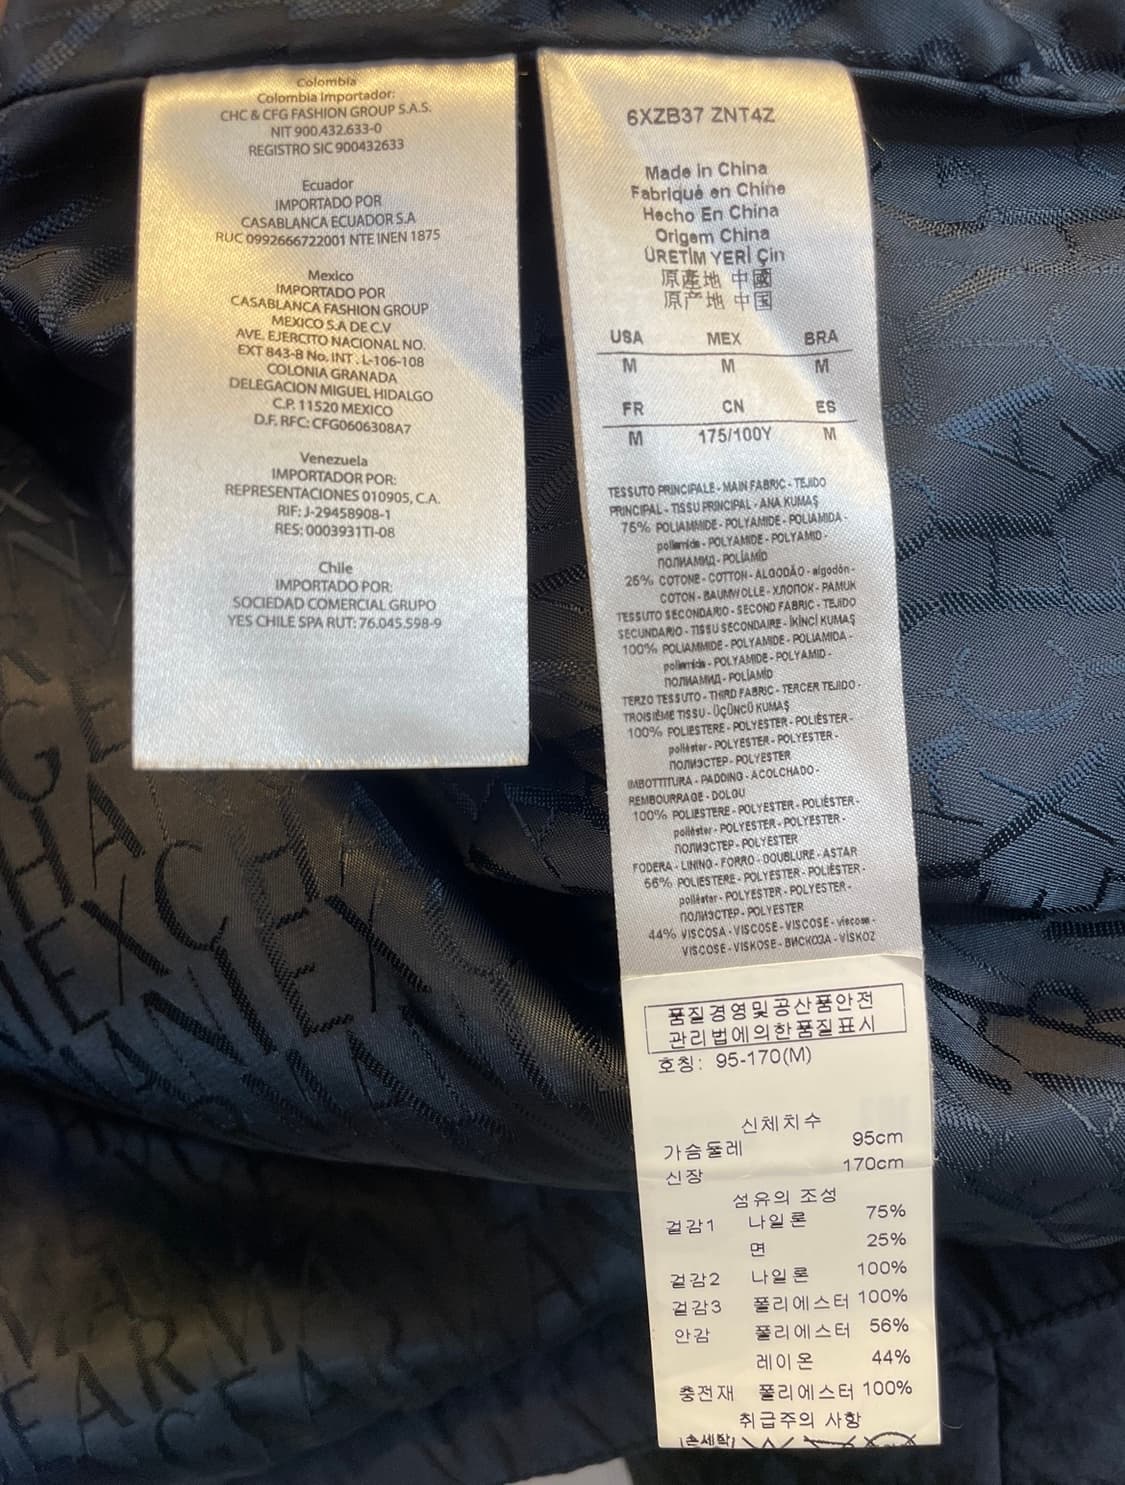 Colombia
Colombia Importador:
CHC & CFG FASHION GROUP S.A.S.
NIT 900.432.633-0
REGISTRO SIC 900432633
Ecuador
IMPORTADO POR
CASABLANCA ECUADOR S.A
RUC 0992666722001 NTE INEN 1875
Mexico
IMPORTADO POR
CASABLANCA FASHION GROUP
MEXICO S.A DE C.V
AVE. EJERCITO NACIONAL NO.
EXT 843-B No. INT . L-106-108
COLONIA GRANADA
DELEGACION MIGUEL HIDALGO
C.P. 11520 MEXICO
D.F. RFC: CFG0606308A7
Venezuela
IMPORTADOR POR:
REPRESENTACIONES 010905, C.A.
RIF: J-29458908-1
RES: 0003931TI-08
Chile
IMPORTADO POR:
SOCIEDAD COMERCIAL GRUPO
YES CHILE SPA RUT: 76.045.598-9
6XZB37 ZNT4Z
Made in China
Fabriqué en Chine
Hecho En China
Origem China
ÜRETİM YERİ Çin
原產地 中國
原产地 中国
USA MEX BRA
M M M
FR CN ES
M 175/100Y M
TESSUTO PRINCIPALE - MAIN FABRIC - TEJIDO
PRINCIPAL - TISSU PRINCIPAL - ANA KUMAŞ
75% POLIAMMIDE - POLYAMIDE - POLIAMIDA -
poliamida - POLYAMIDE - POLYAMID -
ПОЛИАМИД - POLİAMİD
25% COTONE - COTTON - ALGODÃO - algodón -
COTON - BAUMWOLLE - ХЛОПОК - PAMUK
TESSUTO SECONDARIO - SECOND FABRIC - TEJIDO
SECUNDARIO - TISSU SECONDAIRE - İKİNCİ KUMAŞ
100% POLIAMMIDE - POLYAMIDE - POLIAMIDA -
poliamida - POLYAMIDE - POLYAMID -
ПОЛИАМИД - POLİAMİD
TERZO TESSUTO - THIRD FABRIC - TERCER TEJIDO -
TROISIÈME TISSU - ÜÇÜNCÜ KUMAŞ
100% POLIESTERE - POLYESTER - POLIÉSTER -
poliéster - POLYESTER - POLYESTER -
ПОЛИЭСТЕР - POLYESTER
IMBOTTITURA - PADDING - ACOLCHADO -
REMBOURRAGE - DOLGU
100% POLIESTERE - POLYESTER - POLIÉSTER -
poliéster - POLYESTER - POLYESTER -
ПОЛИЭСТЕР - POLYESTER
FODERA - LINING - FORRO - DOUBLURE - ASTAR
56% POLIESTERE - POLYESTER - POLIÉSTER -
poliéster - POLYESTER - POLYESTER -
ПОЛИЭСТЕР - POLYESTER
44% VISCOSA - VISCOSE - VISCOSE - viscose -
VISCOSE - VISKOSE - ВИСКОЗА - VİSKOZ
품질경영및공산품안전
관리법에의한품질표시
호칭: 95-170(M)
신체치수
가슴둘레 95cm
신장 170cm
섬유의 조성
겉감1 나일론 75%
면 25%
겉감2 나일론 100%
겉감3 폴리에스터 100%
안감 폴리에스터 56%
레이온 44%
충전재 폴리에스터 100%
취급주의 사항
손세탁